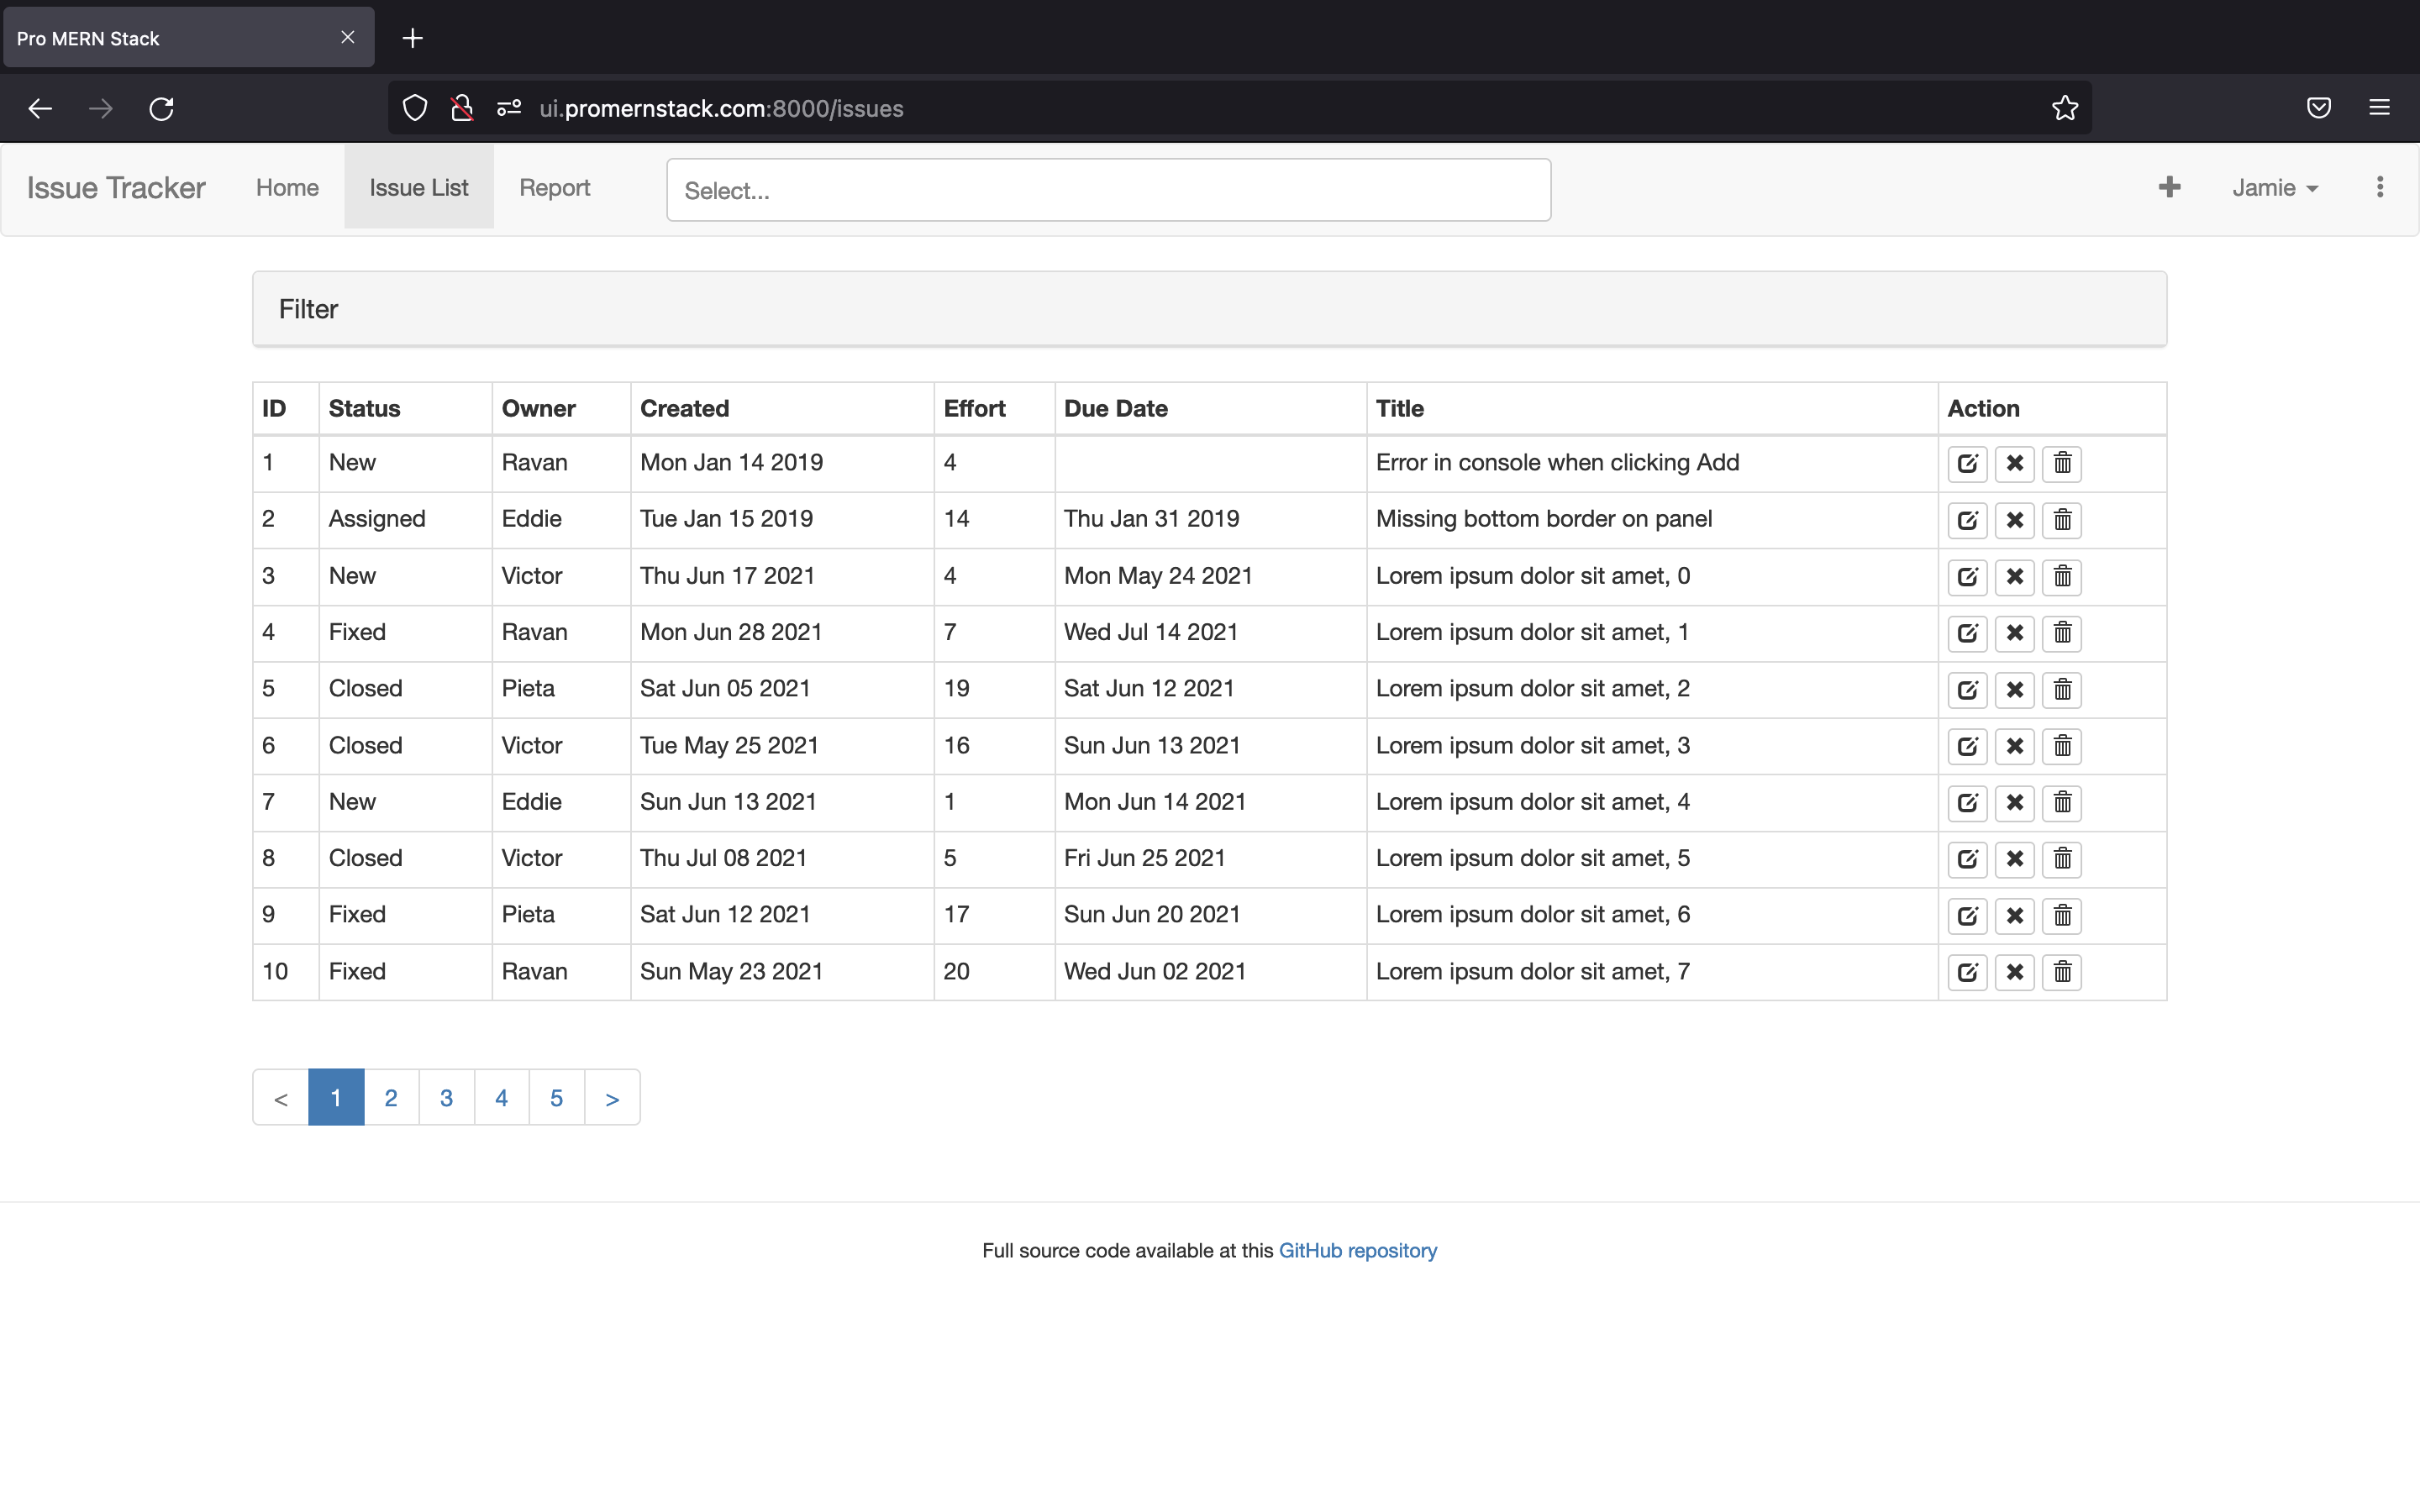 Pro MERN Stack
ui.promernstack.com:8000/issues
Issue Tracker Home Issue List Report Select... Jamie
Filter
ID Status Owner Created Effort Due Date Title Action
1 New Ravan Mon Jan 14 2019 4 Error in console when clicking Add
2 Assigned Eddie Tue Jan 15 2019 14 Thu Jan 31 2019 Missing bottom border on panel
3 New Victor Thu Jun 17 2021 4 Mon May 24 2021 Lorem ipsum dolor sit amet, 0
4 Fixed Ravan Mon Jun 28 2021 7 Wed Jul 14 2021 Lorem ipsum dolor sit amet, 1
5 Closed Pieta Sat Jun 05 2021 19 Sat Jun 12 2021 Lorem ipsum dolor sit amet, 2
6 Closed Victor Tue May 25 2021 16 Sun Jun 13 2021 Lorem ipsum dolor sit amet, 3
7 New Eddie Sun Jun 13 2021 1 Mon Jun 14 2021 Lorem ipsum dolor sit amet, 4
8 Closed Victor Thu Jul 08 2021 5 Fri Jun 25 2021 Lorem ipsum dolor sit amet, 5
9 Fixed Pieta Sat Jun 12 2021 17 Sun Jun 20 2021 Lorem ipsum dolor sit amet, 6
10 Fixed Ravan Sun May 23 2021 20 Wed Jun 02 2021 Lorem ipsum dolor sit amet, 7
< 1 2 3 4 5 >
Full source code available at this GitHub repository